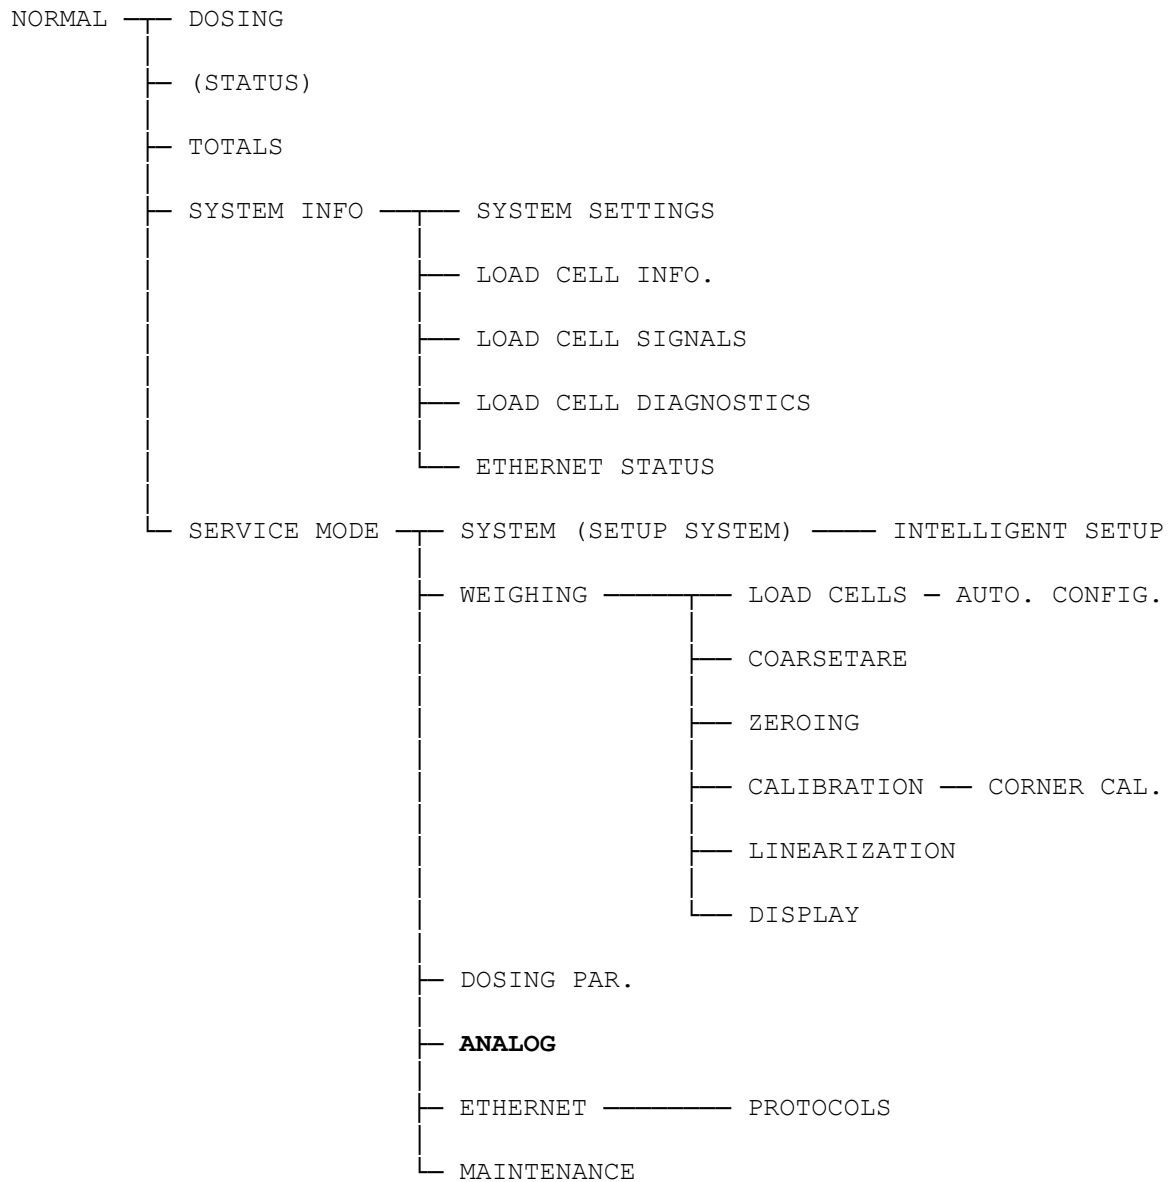 NORMAL DOSING
(STATUS)
TOTALS
SYSTEM INFO SYSTEM SETTINGS
LOAD CELL INFO.
LOAD CELL SIGNALS
LOAD CELL DIAGNOSTICS
ETHERNET STATUS
SERVICE MODE SYSTEM (SETUP SYSTEM) INTELLIGENT SETUP
WEIGHING LOAD CELLS AUTO. CONFIG.
COARSETARE
ZEROING
CALIBRATION CORNER CAL.
LINEARIZATION
DISPLAY
DOSING PAR.
ANALOG
ETHERNET PROTOCOLS
MAINTENANCE